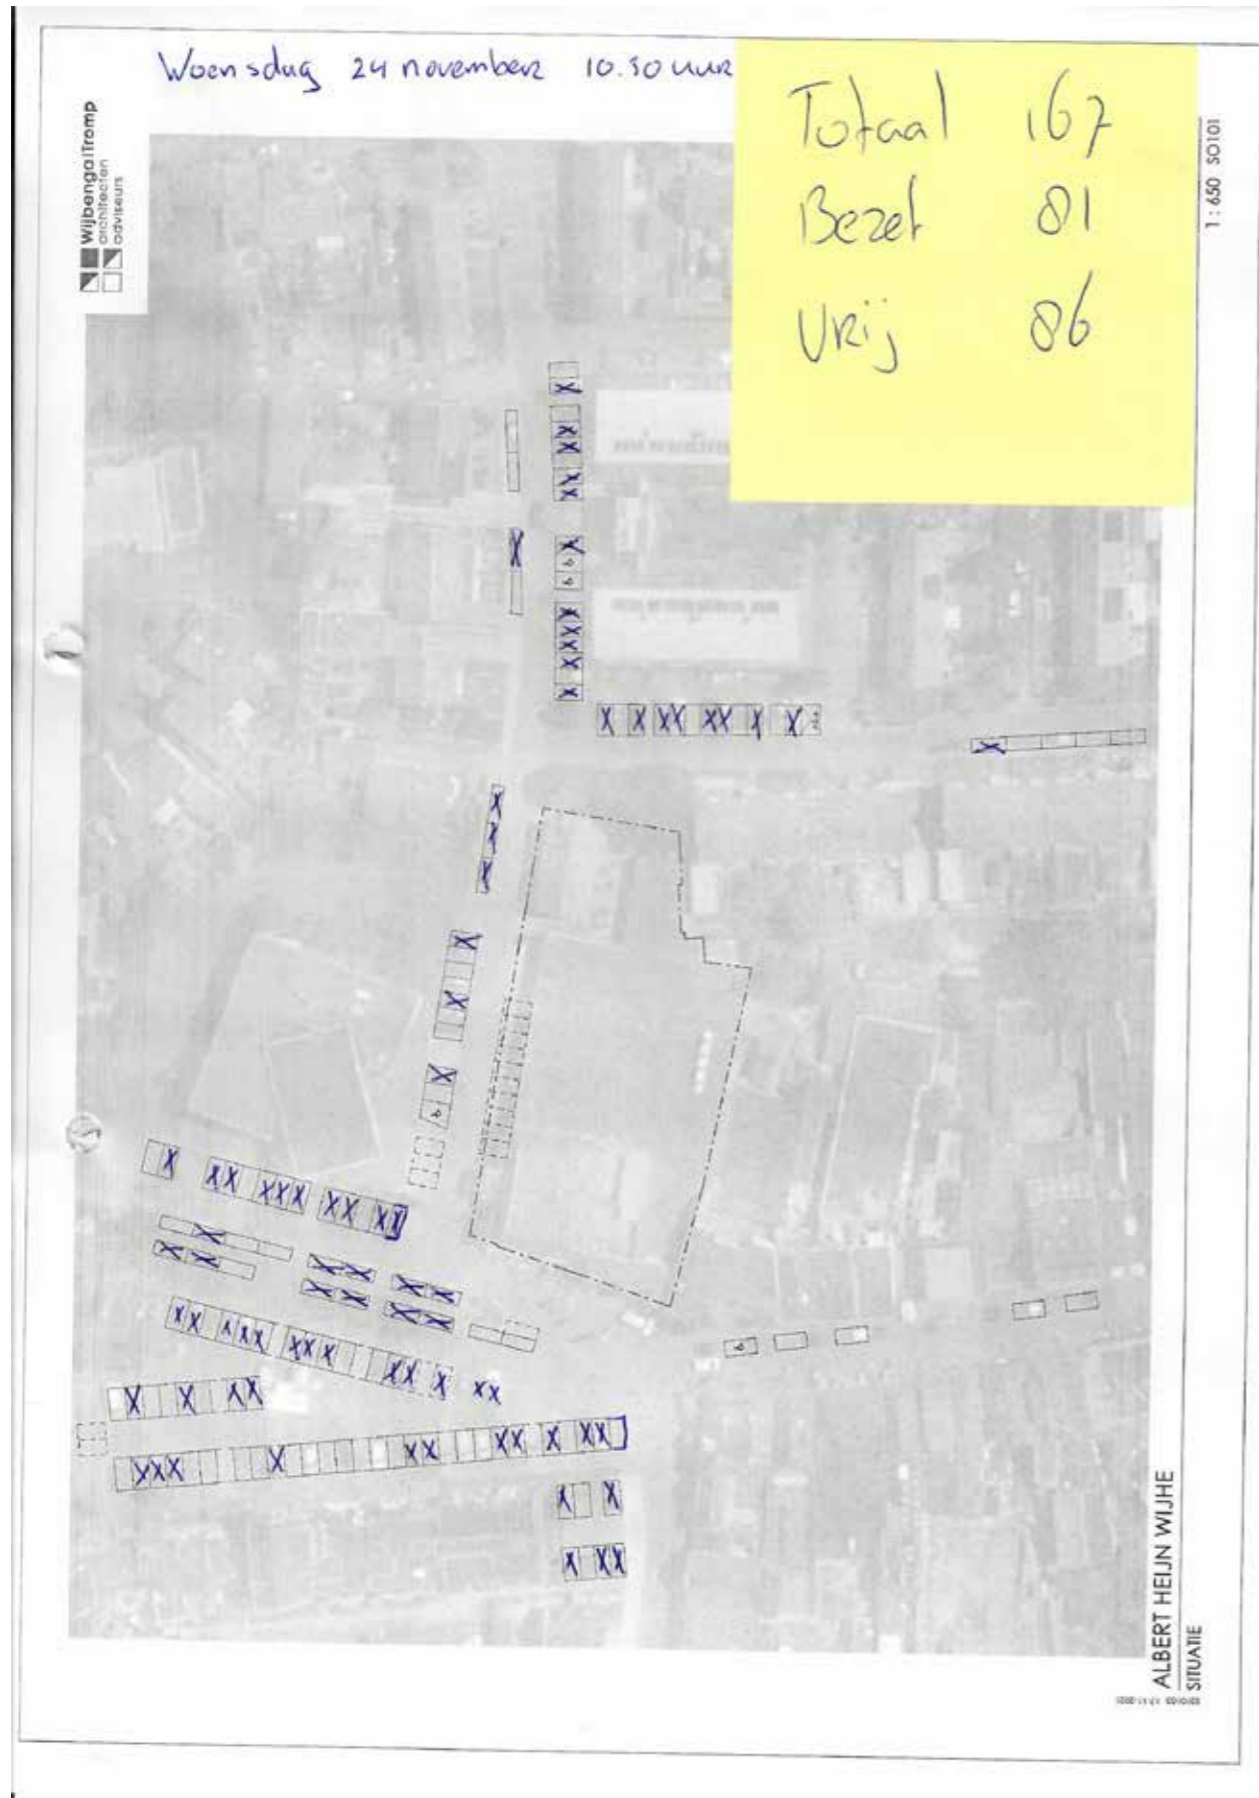 Woensdag 24 november 10.30 uur
Totaal 167
Bezet 81
Vrij 86
WijbengalTromp
architecten
adviseurs
1 : 650 SO101
ALBERT HEIJN WIJHE
SITUATIE